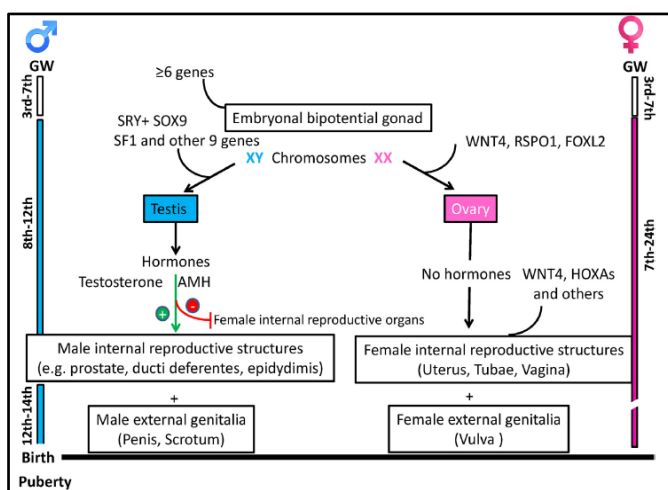 ♂
♀
GW
GW
3rd-7th
3rd-7th
≥6 genes
Embryonal bipotential gonad
SRY+ SOX9
SF1 and other 9 genes
XY Chromosomes XX
WNT4, RSPO1, FOXL2
8th-12th
7th-24th
Testis
Ovary
Hormones
Testosterone
AMH
No hormones
WNT4, HOXAs
and others
+
-
Female internal reproductive organs
Male internal reproductive structures
(e.g. prostate, ducti deferentes, epidydimis)
Female internal reproductive structures
(Uterus, Tubae, Vagina)
12th-14th
+
+
Male external genitalia
(Penis, Scrotum)
Female external genitalia
(Vulva )
Birth
Puberty